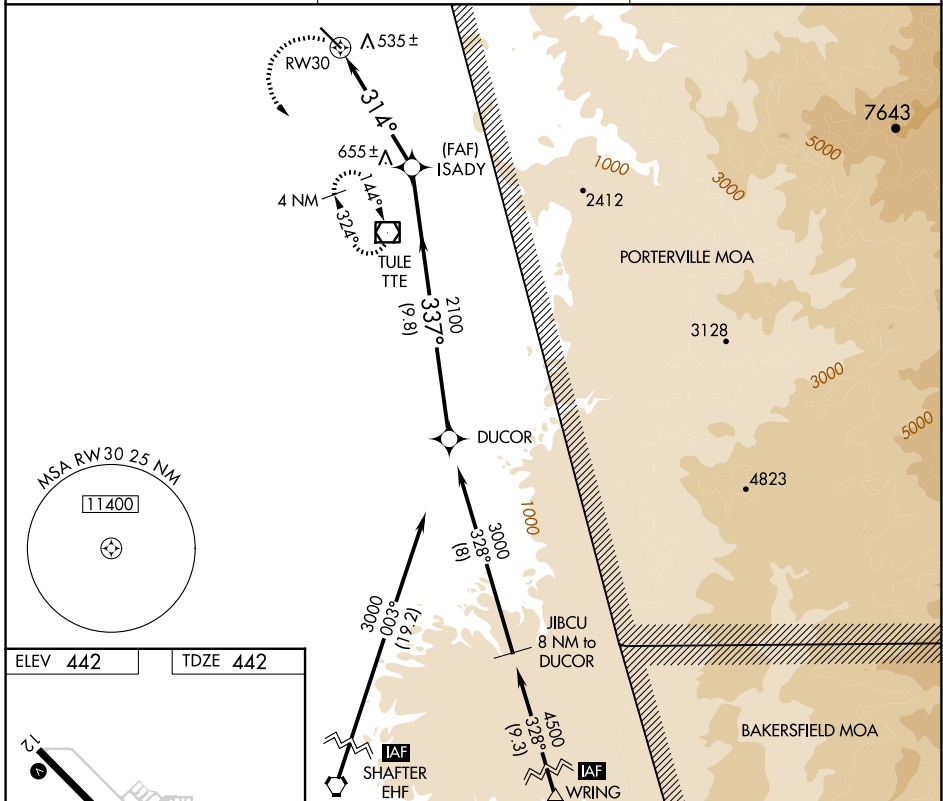 RW30
535±
314°
(FAF)
ISADY
655±
4 NM
144°
324°
TULE
TTE
2100
337°
(9.8)
DUCOR
7643
5000
1000
3000
2412
PORTERVILLE MOA
3128
3000
5000
4823
1000
MSA RW30 25 NM
11400
3000
328°
(8)
3000
003°
(19.2)
JIBCU
8 NM to
DUCOR
4500
328°
(9.3)
BAKERSFIELD MOA
IAF
SHAFTER
EHF
IAF
WRING
ELEV 442
TDZE 442
12
V